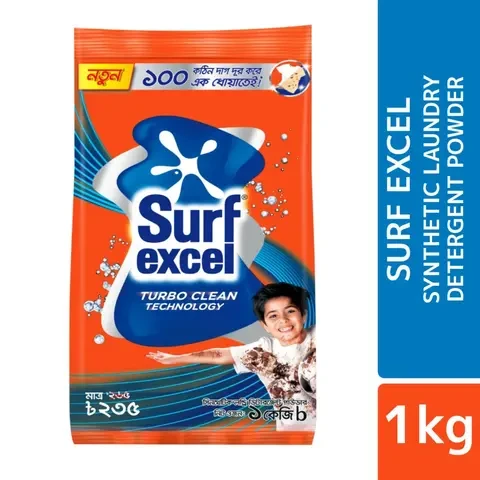 নতুন
১০০ কঠিন দাগ দূর করে
এক ধোয়াতেই!
Surf
excel
®
TURBO CLEAN
TECHNOLOGY
মাত্র ২৬৫
৳২৩৫
১ কেজি b
SURF EXCEL
SYNTHETIC LAUNDRY
DETERGENT POWDER
1kg